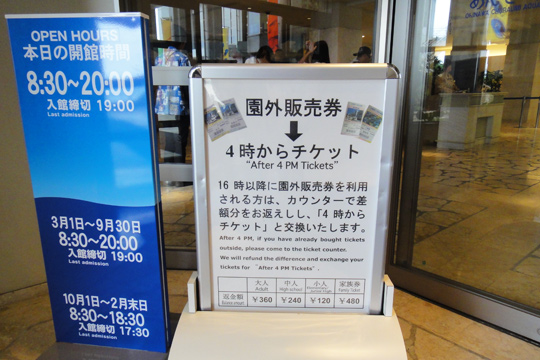 OPEN HOURS
本日の開館時間
8:30~20:00
入館締切 19:00
Last admission
3月1日~9月30日
8:30~20:00
入館締切 19:00
Last admission
10月1日~2月末日
8:30~18:30
入館締切 17:30
Last admission
園外販売券
4時からチケット
"After 4 PM Tickets"
16時以降に園外販売券を利用
される方は、カウンターで差
額分をお返えしし、「4時から
チケット」と交換いたします。
After 4 PM, if you have already bought tickets
outside, please come to the ticket counter.
We will refund the difference and exchange your
tickets for "After 4 PM Tickets".
大人 中人 小人 家族券
Adult High school Family Ticket
返金額 ¥360 ¥240 ¥120 ¥480